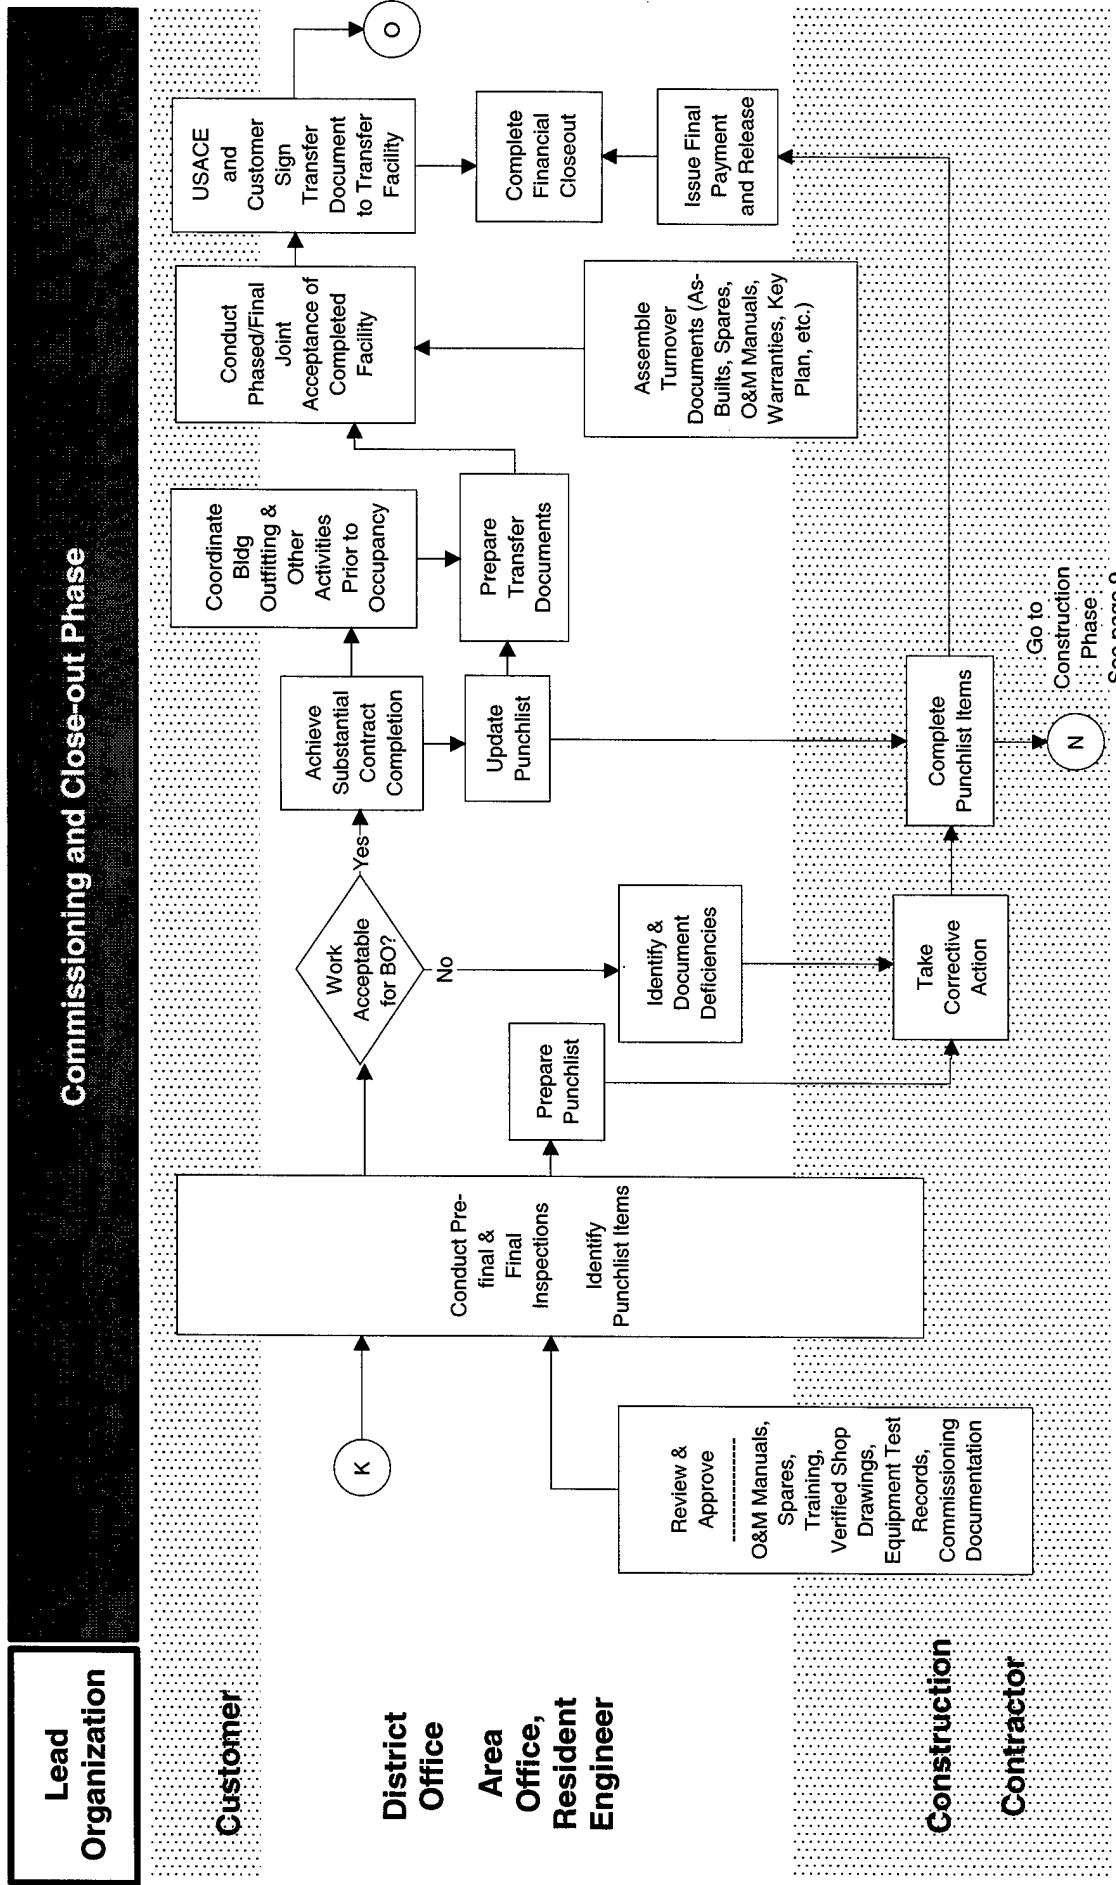 Lead
Organization
Commissioning and Close-out Phase
Customer
District
Office
Area
Office,
Resident
Engineer
Construction
Contractor
Review &
Approve
--------------
O&M Manuals,
Spares,
Training,
Verified Shop
Drawings,
Equipment Test
Records,
Commissioning
Documentation
K
Conduct Pre-
final &
Final
Inspections
Identify
Punchlist Items
Prepare
Punchlist
Work
Acceptable
for BO?
Yes
No
Identify &
Document
Deficiencies
Take
Corrective
Action
Achieve
Substantial
Contract
Completion
Update
Punchlist
Complete
Punchlist Items
N
Go to
Construction
Phase
See page 9
Coordinate
Bldg
Outfitting &
Other
Activities
Prior to
Occupancy
Prepare
Transfer
Documents
Conduct
Phased/Final
Joint
Acceptance of
Completed
Facility
Assemble
Turnover
Documents (As-
Builts, Spares,
O&M Manuals,
Warranties, Key
Plan, etc.)
USACE
and
Customer
Sign
Transfer
Document
to Transfer
Facility
Complete
Financial
Closeout
Issue Final
Payment
and Release
O